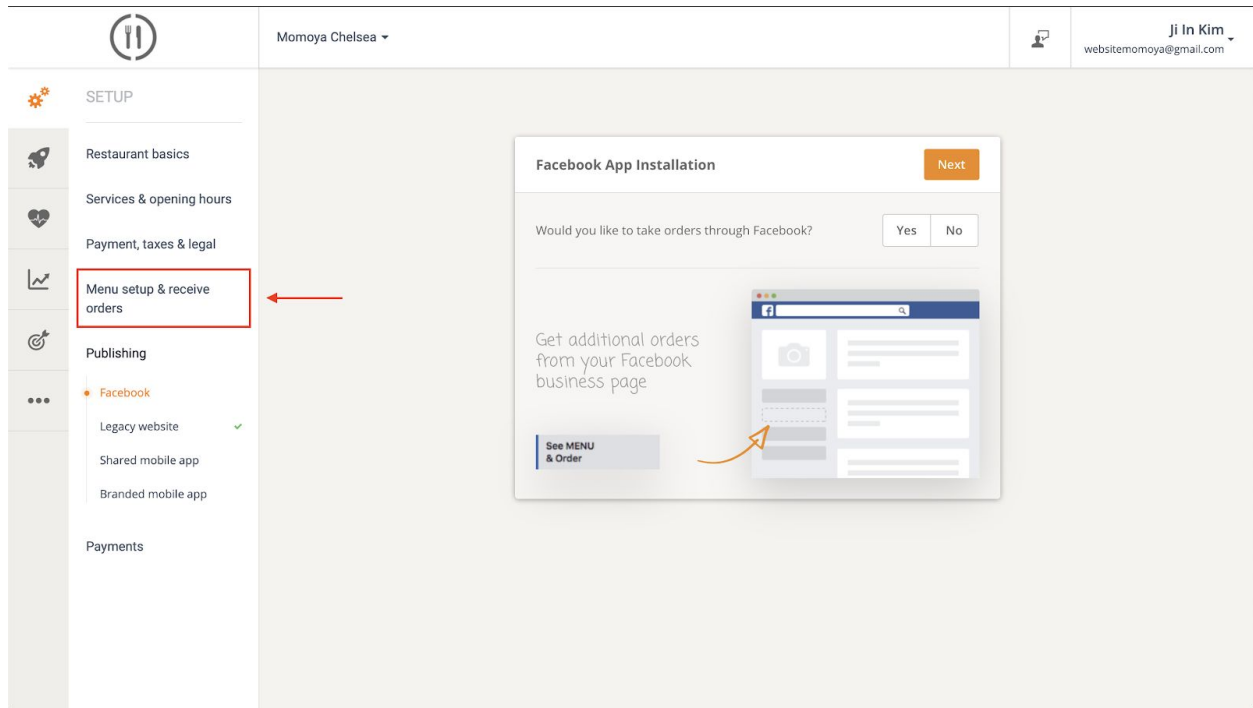 Momoya Chelsea
Ji In Kim
websitemomoya@gmail.com
SETUP
Restaurant basics
Services & opening hours
Payment, taxes & legal
Menu setup & receive
orders
Publishing
Facebook
Legacy website
Shared mobile app
Branded mobile app
Payments
Facebook App Installation
Next
Would you like to take orders through Facebook?
Yes
No
Get additional orders
from your Facebook
business page
See MENU
& Order
f